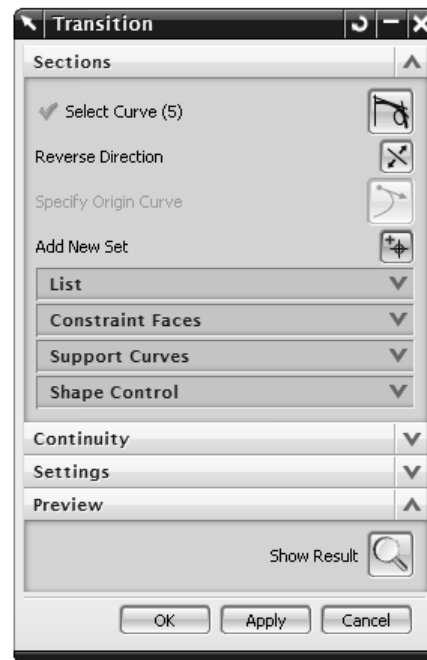 Transition
Sections
Select Curve (5)
Reverse Direction
Specify Origin Curve
Add New Set
List
Constraint Faces
Support Curves
Shape Control
Continuity
Settings
Preview
Show Result
OK Apply Cancel